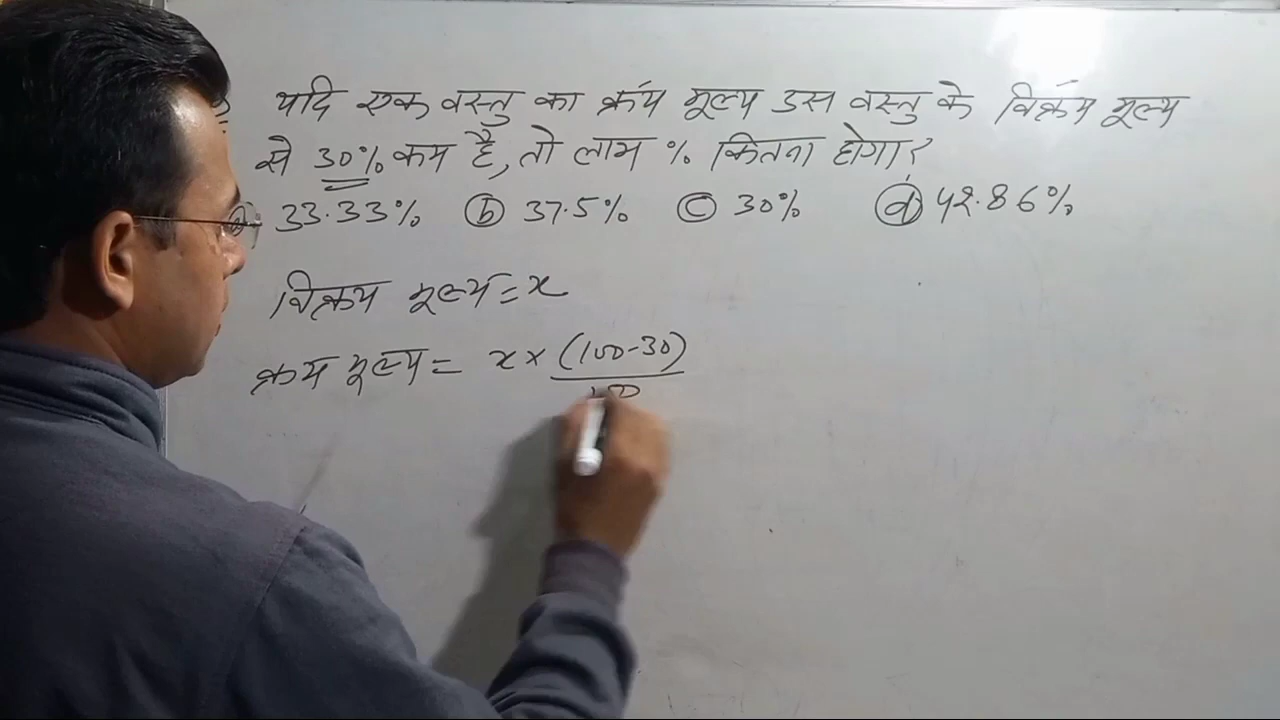 यदि एक वस्तु का क्रय मूल्य उस वस्तु के विक्रय मूल्य
से 30% कम है, तो लाभ % कितना होगा?
33.33% (b) 37.5% (c) 30% (d) 42.86%
विक्रय मूल्य = x
क्रय मूल्य = x × (100-30)
100